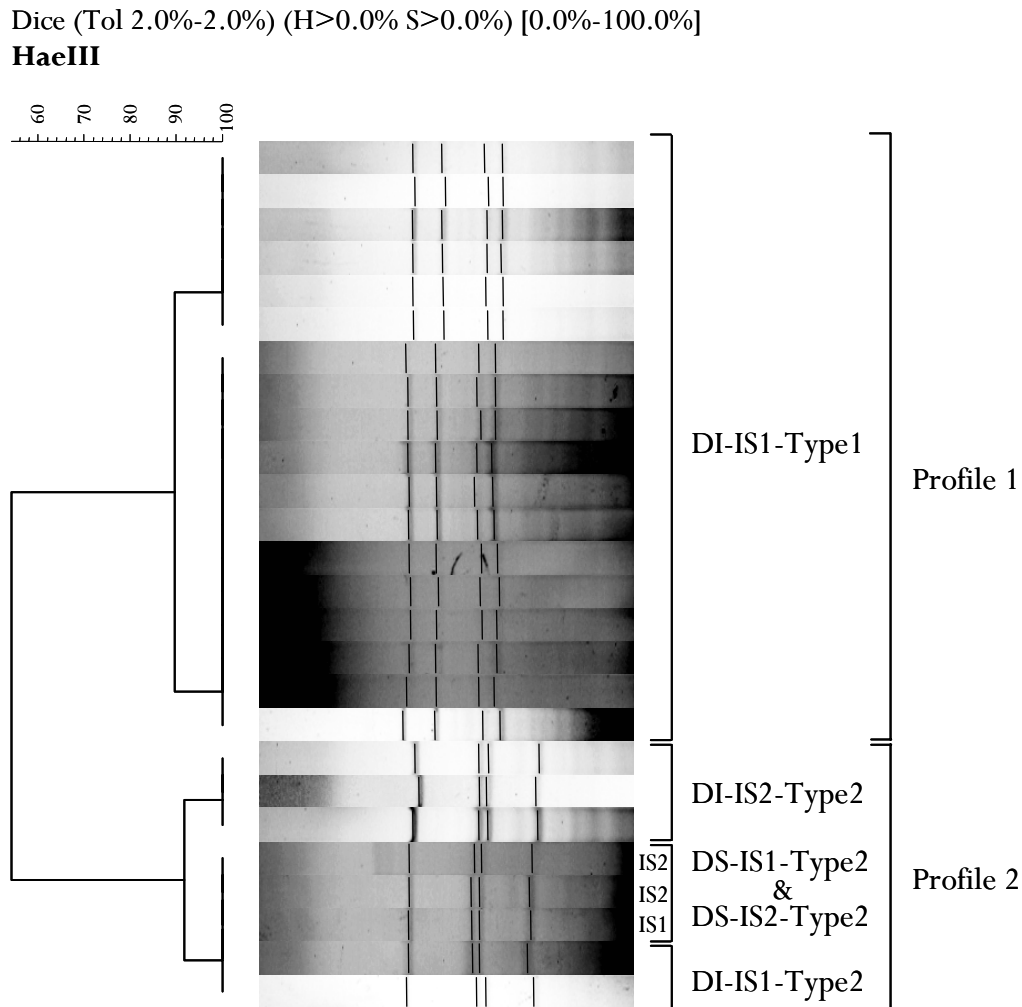 Dice (Tol 2.0%-2.0%) (H>0.0% S>0.0%) [0.0%-100.0%]
HaeIII
60
70
80
90
100
DI-IS1-Type1
Profile 1
DI-IS2-Type2
IS2
DS-IS1-Type2
IS2
&
IS1
DS-IS2-Type2
Profile 2
DI-IS1-Type2